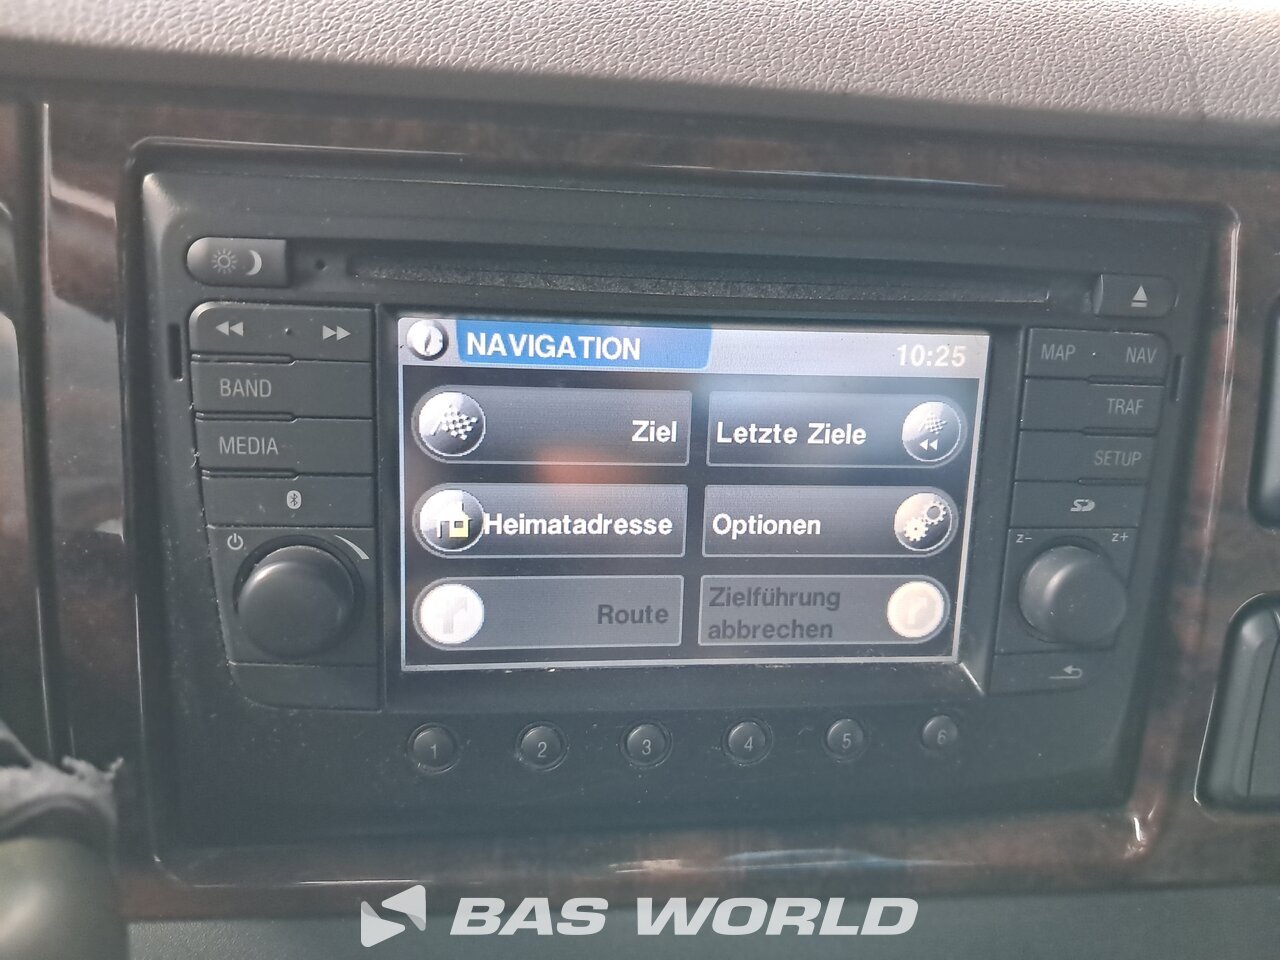 NAVIGATION 10:25
MAP NAV
BAND
TRAF
MEDIA
SETUP
Ziel
Letzte Ziele
Heimatadresse
Optionen
Route
Zielführung
abbrechen
z- z+
1 2 3 4 5 6
BAS WORLD